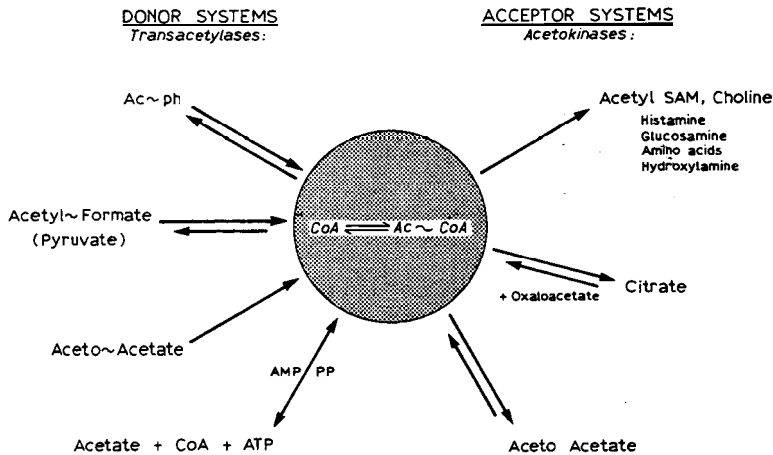 DONOR SYSTEMS
Transacetylases:
ACCEPTOR SYSTEMS
Acetokinases:
Ac~ph
Acetyl~Formate
(Pyruvate)
Aceto~Acetate
AMP PP
Acetate + CoA + ATP
CoA ⇌ Ac ~ CoA
Acetyl SAM, Choline
Histamine
Glucosamine
Amino acids
Hydroxylamine
+ Oxaloacetate
Citrate
Aceto Acetate